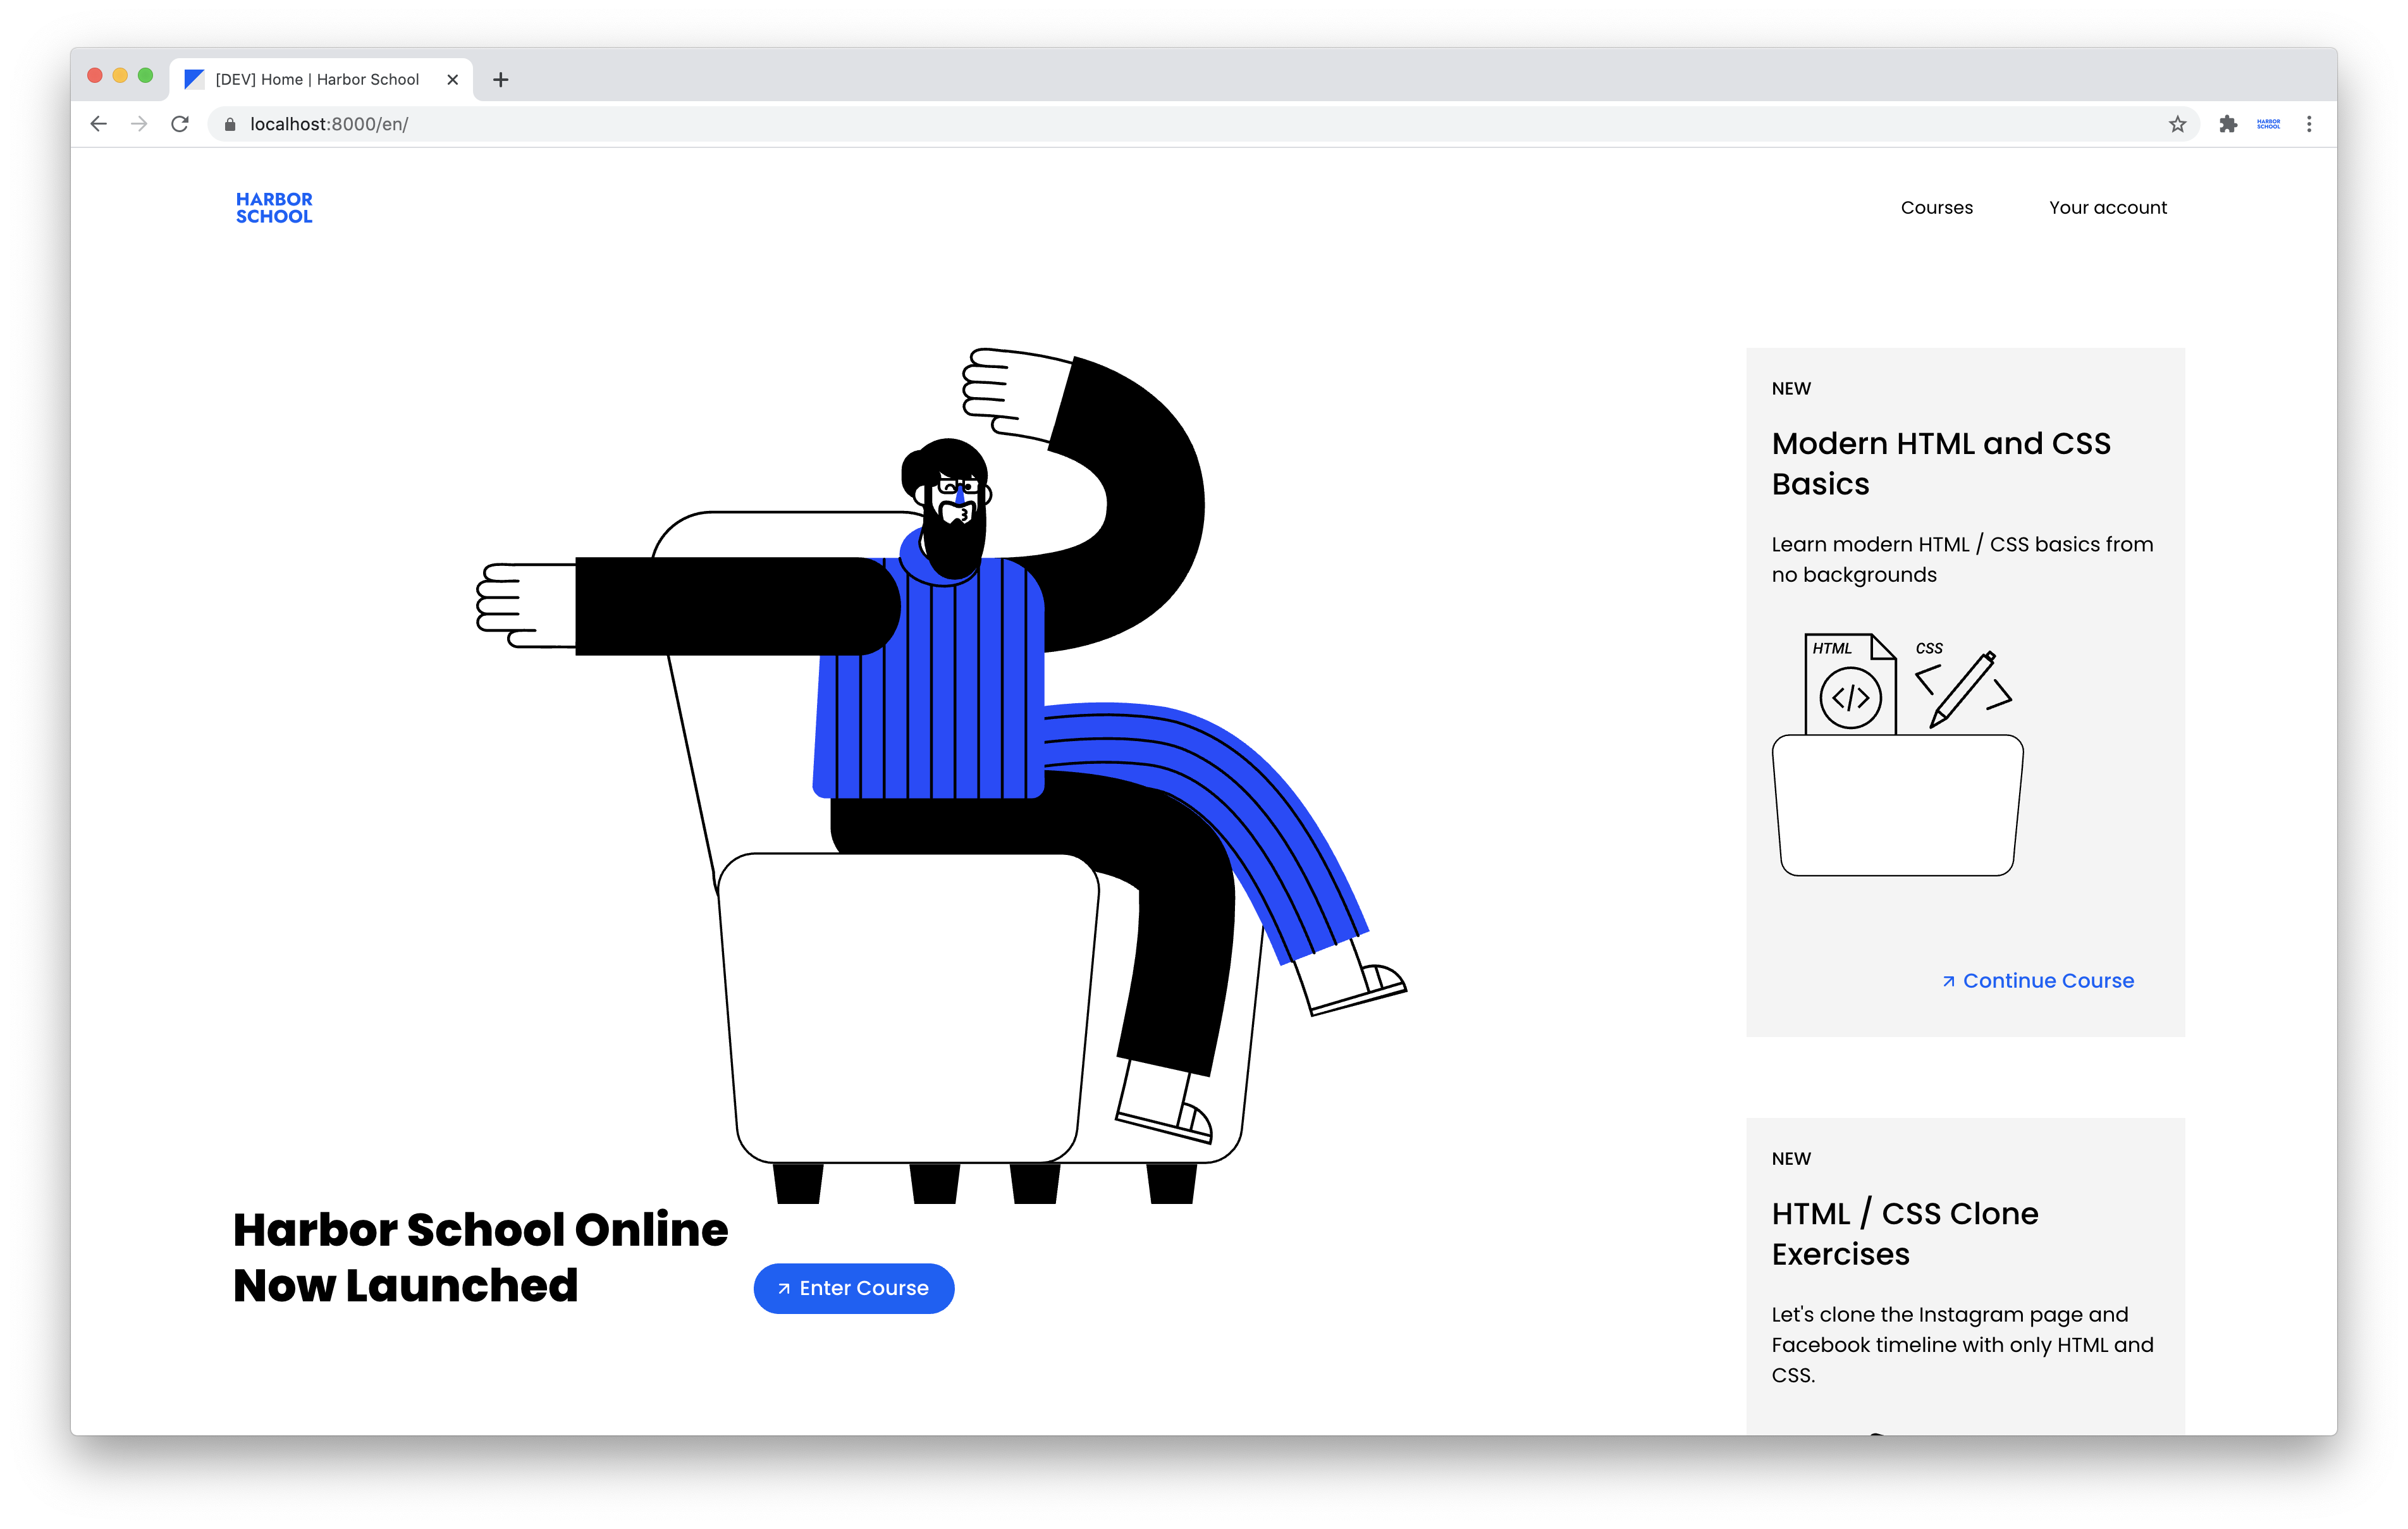 [DEV] Home | Harbor School
localhost:8000/en/
HARBOR
SCHOOL
HARBOR
SCHOOL
Courses
Your account
NEW
Modern HTML and CSS
Basics
Learn modern HTML / CSS basics from
no backgrounds
HTML
CSS
</>
Continue Course
Harbor School Online
Now Launched
Enter Course
NEW
HTML / CSS Clone
Exercises
Let's clone the Instagram page and
Facebook timeline with only HTML and
CSS.